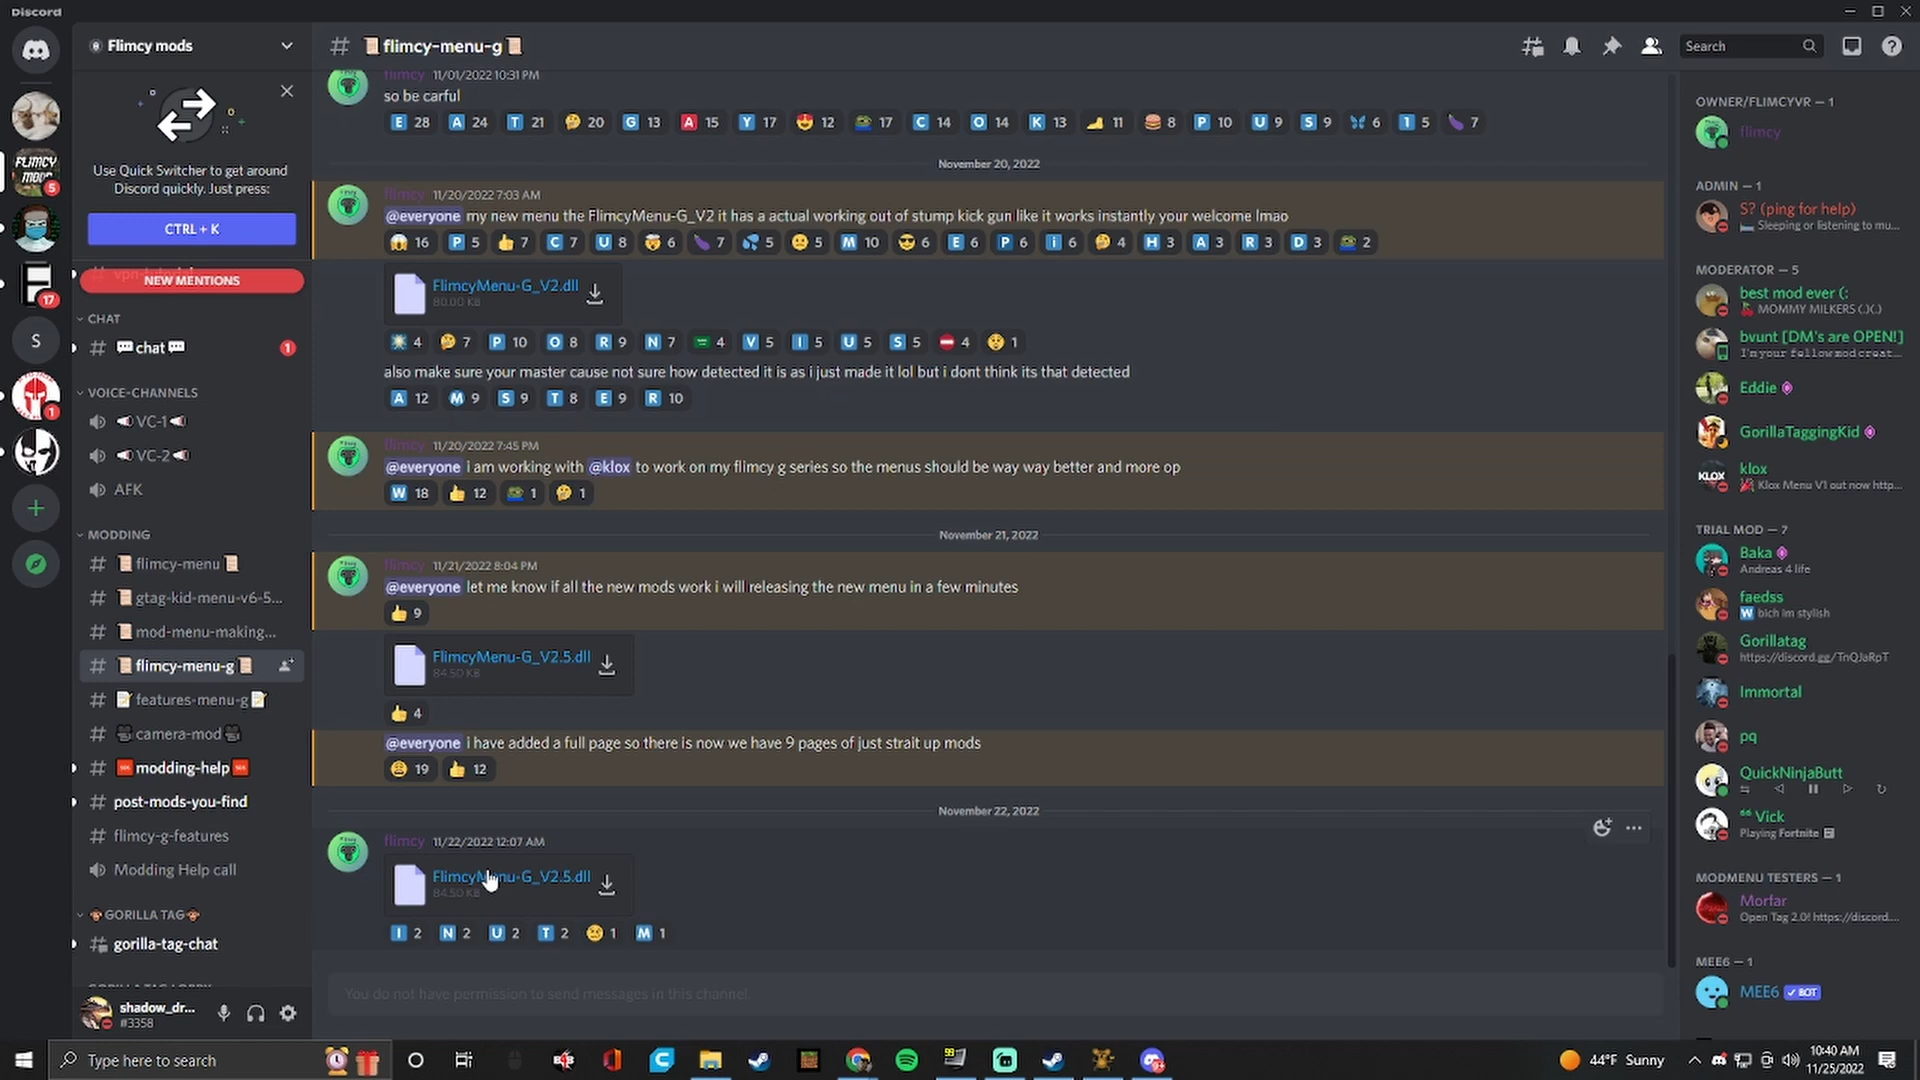 Discord
Flimcy mods
Use Quick Switcher to get around
Discord quickly. Just press:
CTRL + K
vpn-tutorial
NEW MENTIONS
CHAT
chat
1
VOICE-CHANNELS
VC-1
VC-2
AFK
MODDING
flimcy-menu
gtag-kid-menu-v6-5...
mod-menu-making...
flimcy-menu-g
features-menu-g
camera-mod
modding-help
post-mods-you-find
flimcy-g-features
Modding Help call
GORILLA TAG
gorilla-tag-chat
shadow_dr...
#3358
FLIMCY
5
17
S
1
flimcy-menu-g
Search
flimcy 11/01/2022 10:31 PM
so be carful
E 28 A 24 T 21 20 G 13 A 15 Y 17 12 17 C 14 O 14 K 13 11 8 P 10 U 9 S 9 6 1 5 7
November 20, 2022
flimcy 11/20/2022 7:03 AM
@everyone my new menu the FlimcyMenu-G_V2 it has a actual working out of stump kick gun like it works instantly your welcome lmao
16 P 5 7 C 7 U 8 6 7 5 5 M 10 6 E 6 P 6 i 6 4 H 3 A 3 R 3 D 3 2
FlimcyMenu-G_V2.dll
80.00 KB
4 7 P 10 O 8 R 9 N 7 4 V 5 I 5 U 5 S 5 4 1
also make sure your master cause not sure how detected it is as i just made it lol but i dont think its that detected
A 12 M 9 S 9 T 8 E 9 R 10
flimcy 11/20/2022 7:45 PM
@everyone i am working with @klox to work on my flimcy g series so the menus should be way way better and more op
W 18 12 1 1
November 21, 2022
flimcy 11/21/2022 8:04 PM
@everyone let me know if all the new mods work i will releasing the new menu in a few minutes
9
FlimcyMenu-G_V2.5.dll
84.50 KB
4
@everyone i have added a full page so there is now we have 9 pages of just strait up mods
19 12
November 22, 2022
flimcy 11/22/2022 12:07 AM
FlimcyMenu-G_V2.5.dll
84.50 KB
I 2 N 2 U 2 T 2 1 M 1
You do not have permission to send messages in this channel.
OWNER/FLIMCYVR — 1
flimcy
ADMIN — 1
S? (ping for help)
Sleeping or listening to mu...
MODERATOR — 5
best mod ever (:
MOMMY MILKERS (.)(.)
bvunt [DM's are OPEN!]
I'm your fellow mod creat...
Eddie
GorillaTaggingKid
klox
Klox Menu V1 out now http...
TRIAL MOD — 7
Baka
Andreas 4 life
faedss
W bich im stylish
Gorillatag
https://discord.gg/TnQJaRpT
Immortal
pq
QuickNinjaButt
Vick
Playing Fortnite
MODMENU TESTERS — 1
Morfar
Open Tag 2.0! https://discord....
MEE6 — 1
MEE6 BOT
Type here to search
44°F Sunny
10:40 AM
11/25/2022